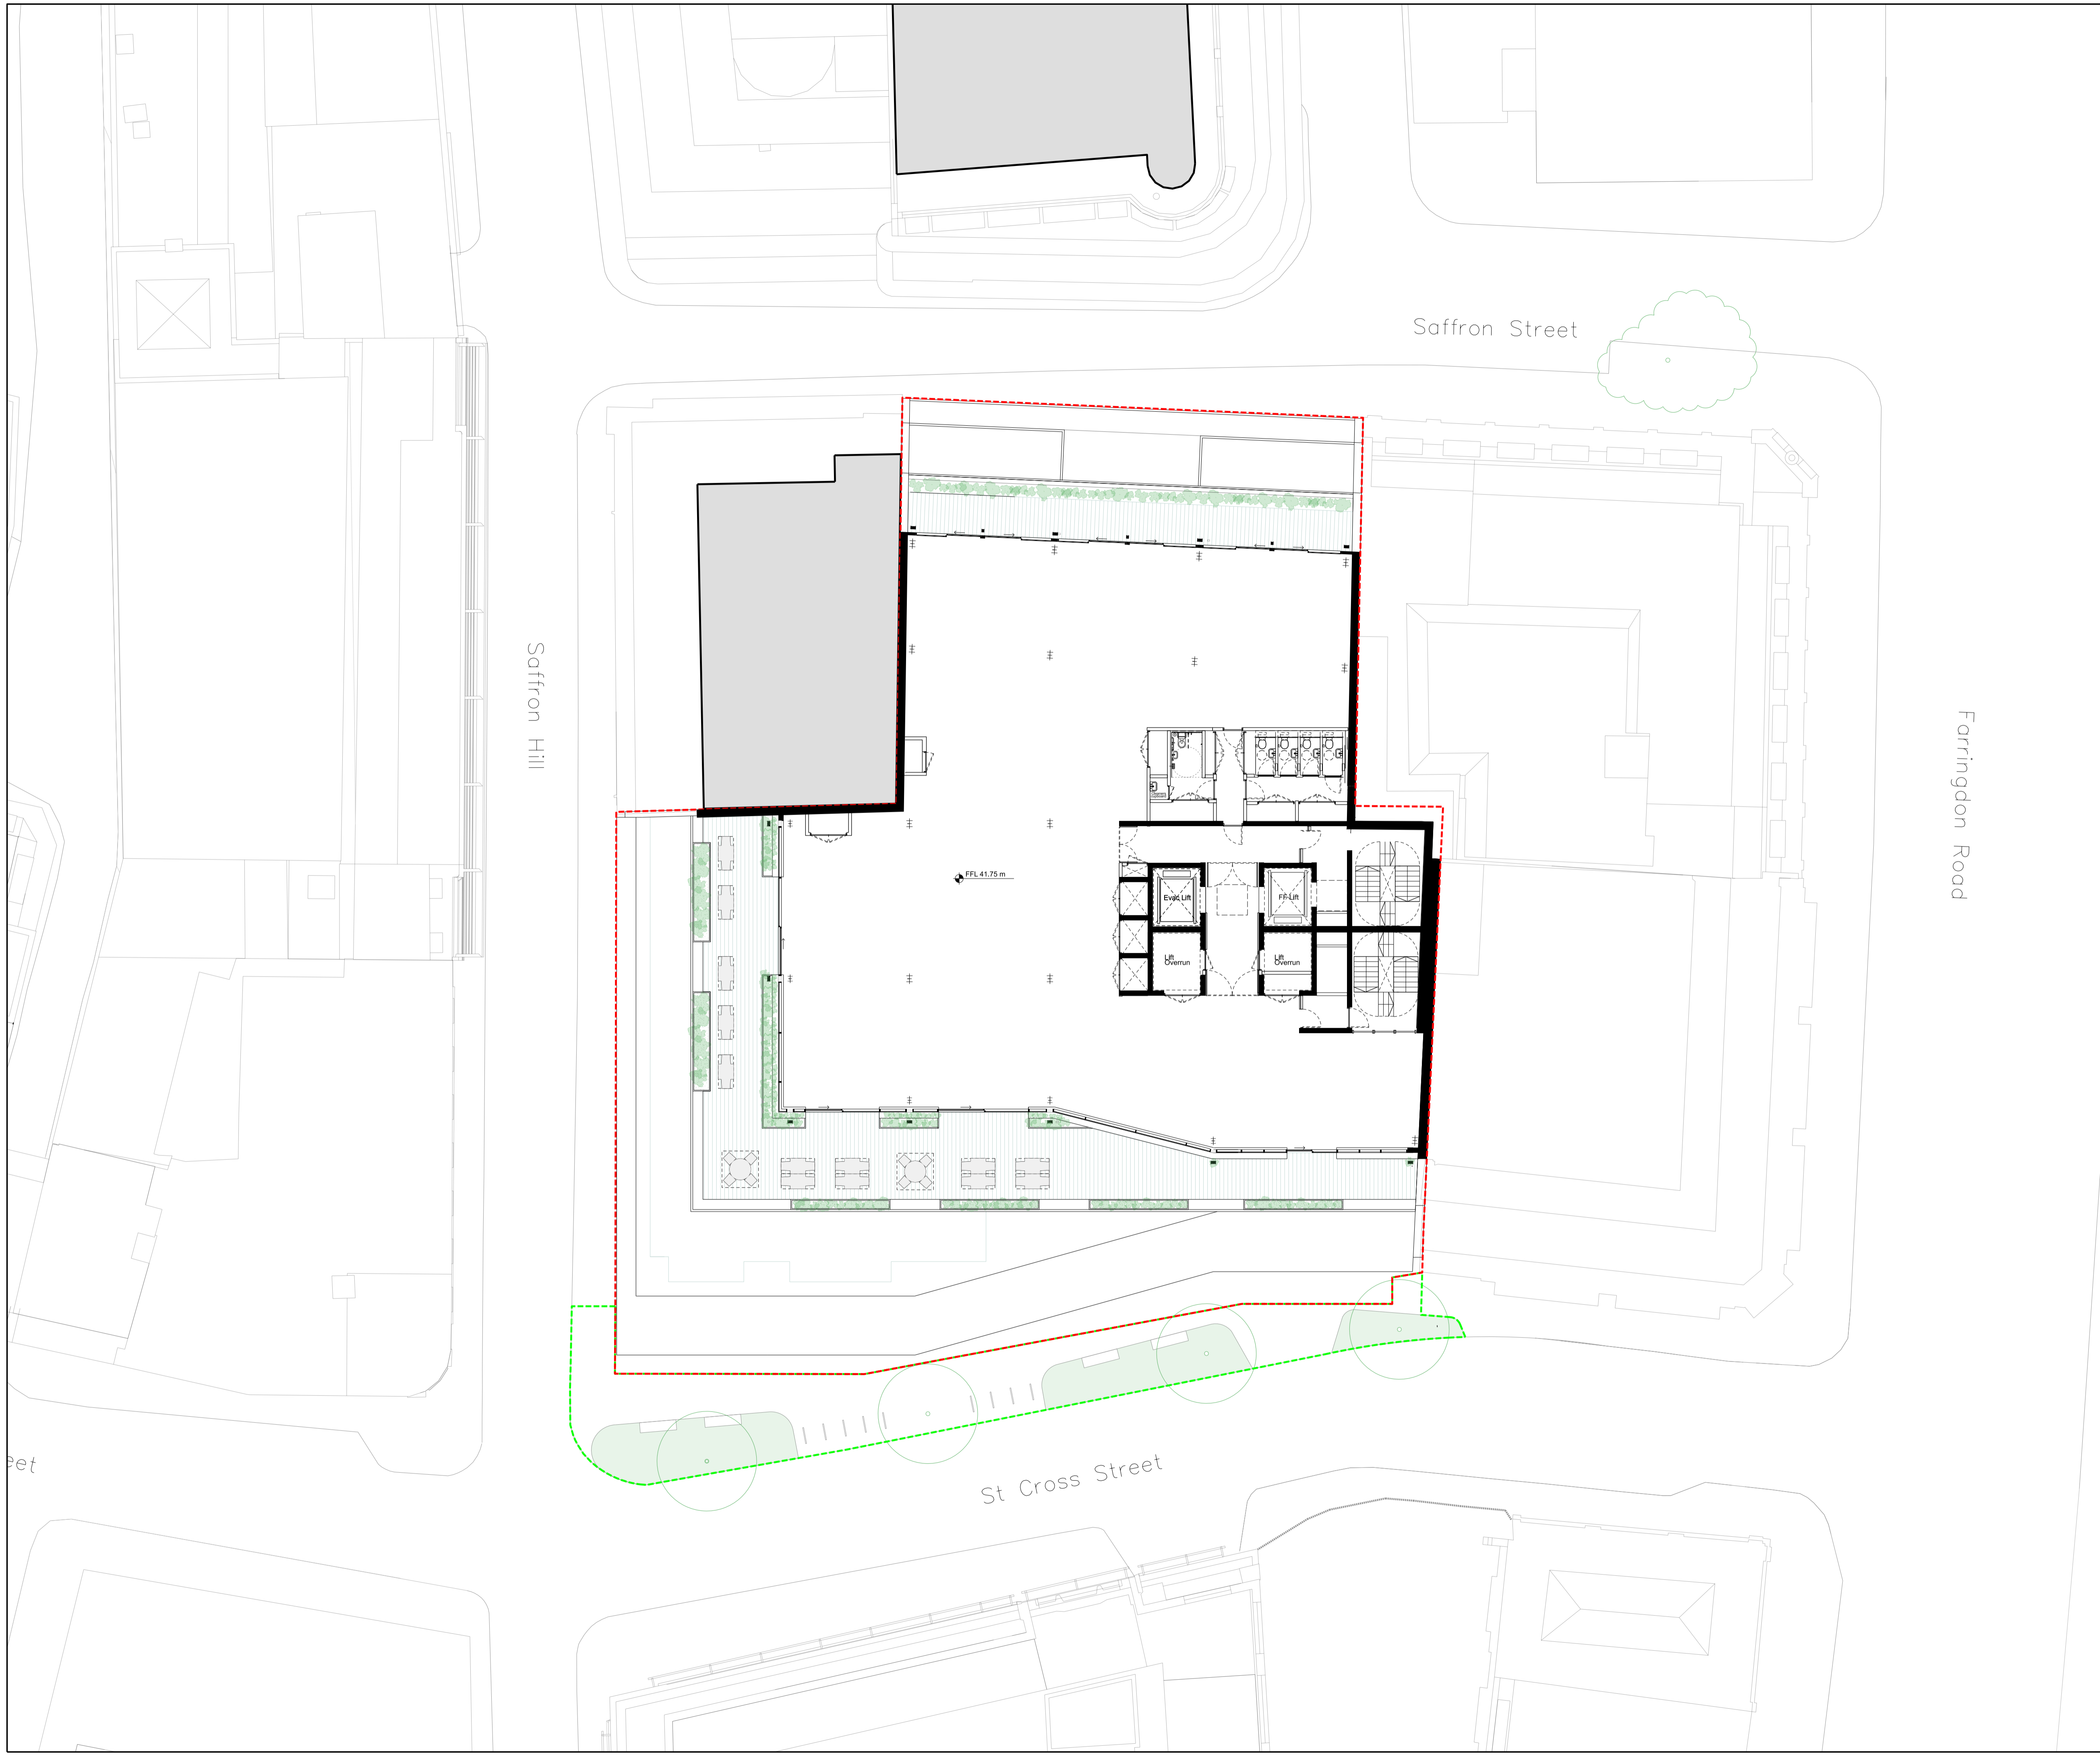 Saffron Street
Saffron Hill
Farringdon Road
FFL 41.75 m
Evac Lift
FF Lift
Lift
Overrun
Lift
Overrun
eet
St Cross Street